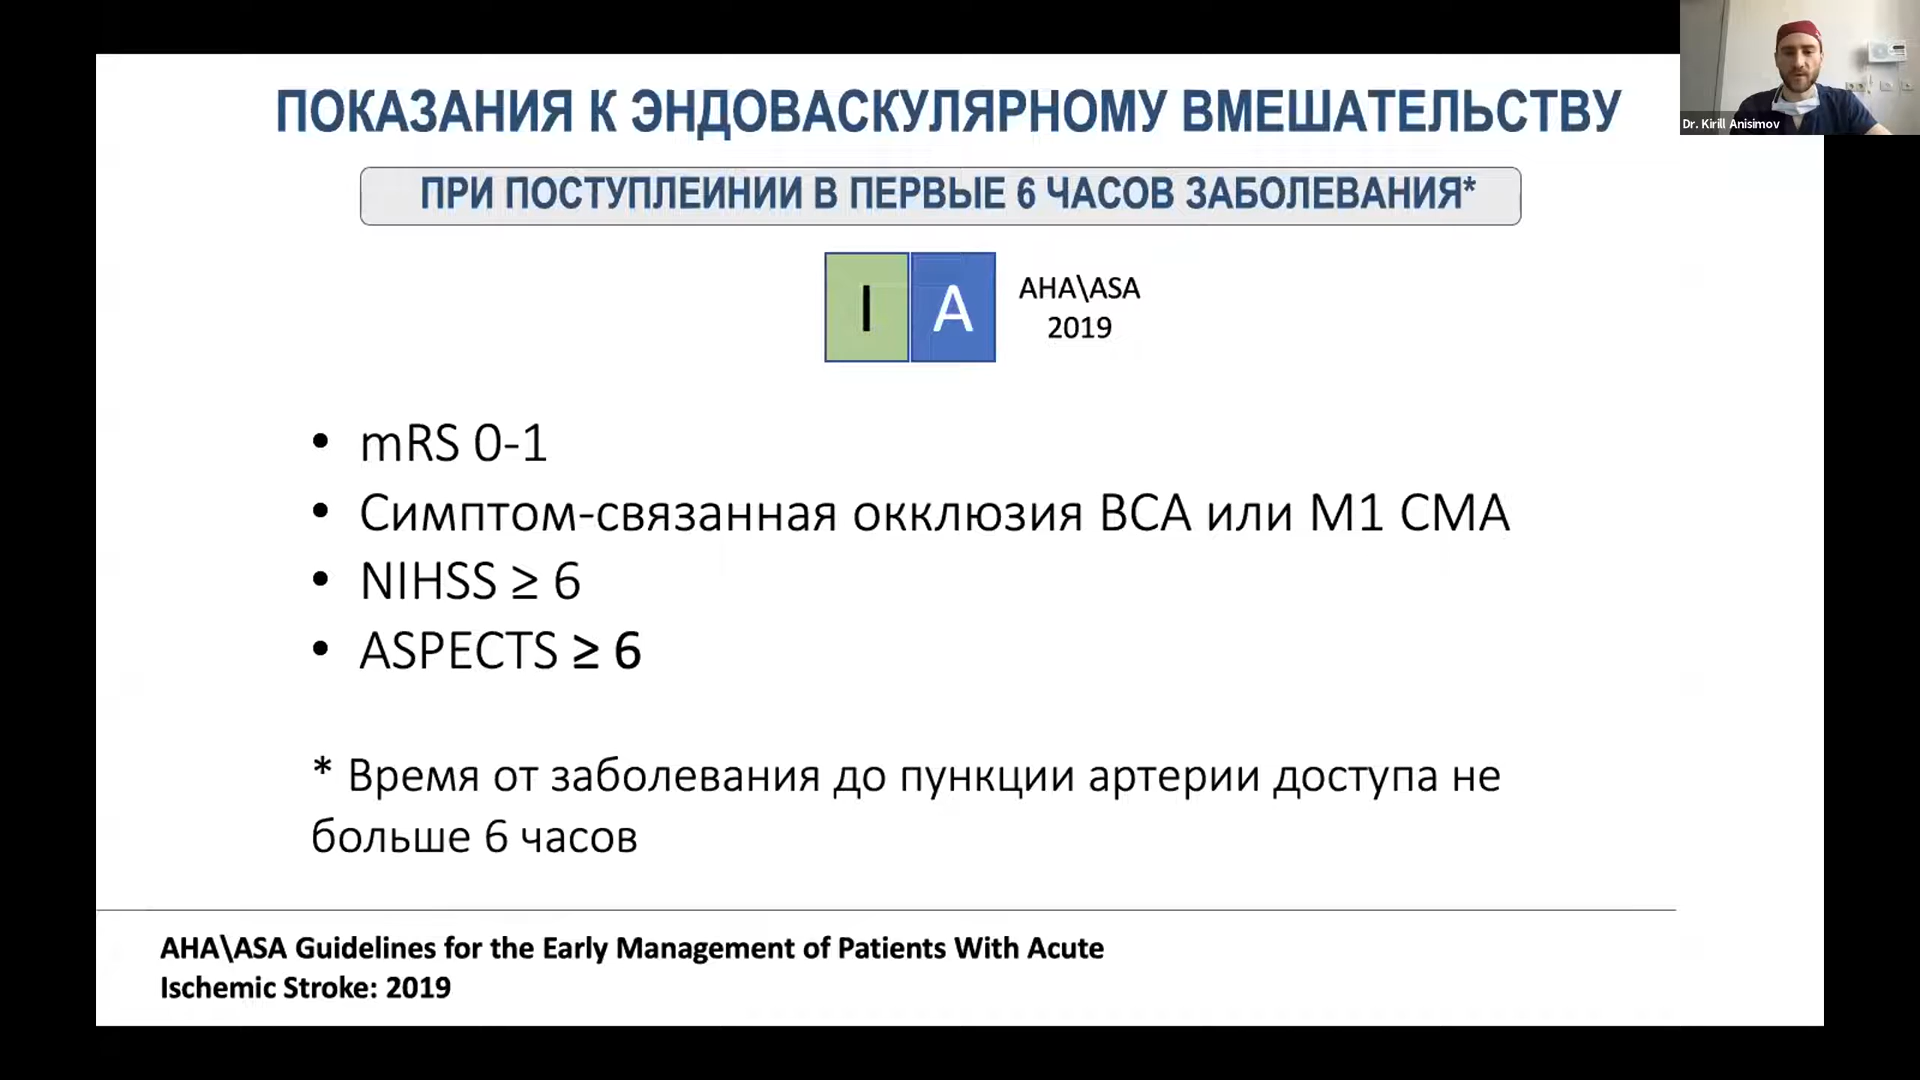 ПОКАЗАНИЯ К ЭНДОВАСКУЛЯРНОМУ ВМЕШАТЕЛЬСТВУ
ПРИ ПОСТУПЛЕИНИИ В ПЕРВЫЕ 6 ЧАСОВ ЗАБОЛЕВАНИЯ*
I A
AHA\ASA
2019
• mRS 0-1
• Симптом-связанная окклюзия ВСА или М1 СМА
• NIHSS ≥ 6
• ASPECTS ≥ 6
* Время от заболевания до пункции артерии доступа не
больше 6 часов
AHA\ASA Guidelines for the Early Management of Patients With Acute
Ischemic Stroke: 2019
Dr. Kirill Anisimov